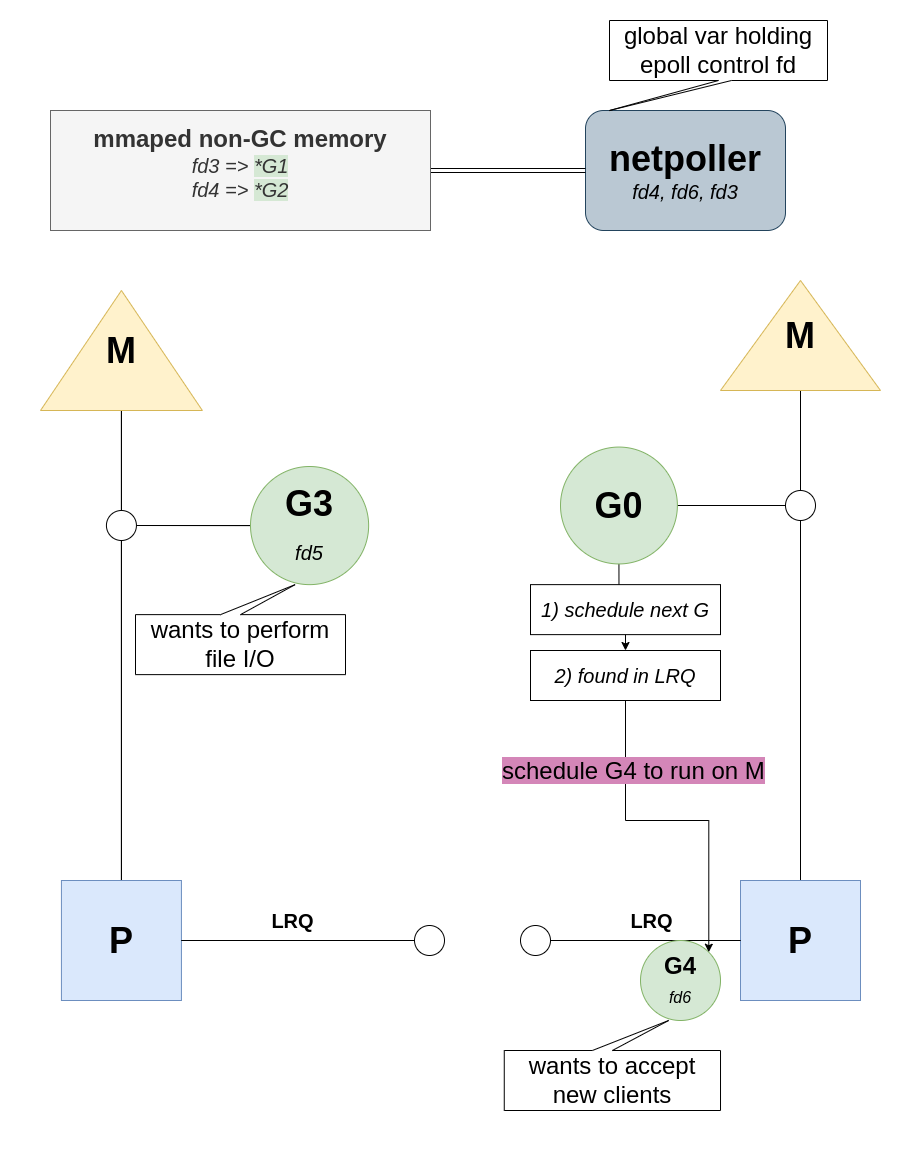 global var holding
epoll control fd
mmaped non-GC memory
fd3 => *G1
fd4 => *G2
netpoller
fd4, fd6, fd3
M
M
G3
fd5
G0
wants to perform
file I/O
1) schedule next G
2) found in LRQ
schedule G4 to run on M
P
LRQ
LRQ
P
G4
fd6
wants to accept
new clients